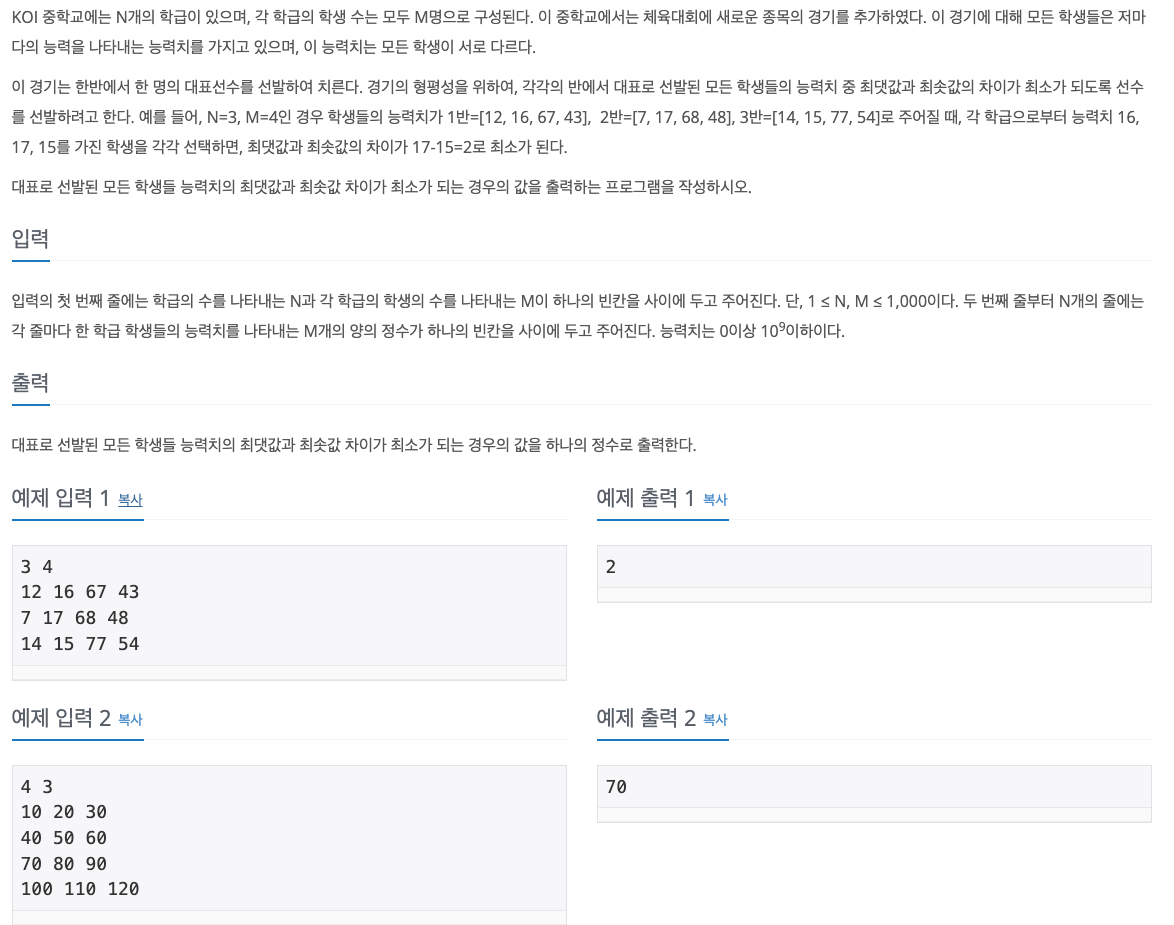 KOI 중학교에는 N개의 학급이 있으며, 각 학급의 학생 수는 모두 M명으로 구성된다. 이 중학교에서는 체육대회에 새로운 종목의 경기를 추가하였다. 이 경기에 대해 모든 학생들은 저마
다의 능력을 나타내는 능력치를 가지고 있으며, 이 능력치는 모든 학생이 서로 다르다.
이 경기는 한반에서 한 명의 대표선수를 선발하여 치른다. 경기의 형평성을 위하여, 각각의 반에서 대표로 선발된 모든 학생들의 능력치 중 최댓값과 최솟값의 차이가 최소가 되도록 선수
를 선발하려고 한다. 예를 들어, N=3, M=4인 경우 학생들의 능력치가 1반=[12, 16, 67, 43], 2반=[7, 17, 68, 48], 3반=[14, 15, 77, 54]로 주어질 때, 각 학급으로부터 능력치 16,
17, 15를 가진 학생을 각각 선택하면, 최댓값과 최솟값의 차이가 17-15=2로 최소가 된다.
대표로 선발된 모든 학생들 능력치의 최댓값과 최솟값 차이가 최소가 되는 경우의 값을 출력하는 프로그램을 작성하시오.
입력
입력의 첫 번째 줄에는 학급의 수를 나타내는 N과 각 학급의 학생의 수를 나타내는 M이 하나의 빈칸을 사이에 두고 주어진다. 단, 1 ≤ N, M ≤ 1,000이다. 두 번째 줄부터 N개의 줄에는
각 줄마다 한 학급 학생들의 능력치를 나타내는 M개의 양의 정수가 하나의 빈칸을 사이에 두고 주어진다. 능력치는 0이상 10⁹이하이다.
출력
대표로 선발된 모든 학생들 능력치의 최댓값과 최솟값 차이가 최소가 되는 경우의 값을 하나의 정수로 출력한다.
예제 입력 1 복사
3 4
12 16 67 43
7 17 68 48
14 15 77 54
예제 출력 1 복사
2
예제 입력 2 복사
4 3
10 20 30
40 50 60
70 80 90
100 110 120
예제 출력 2 복사
70